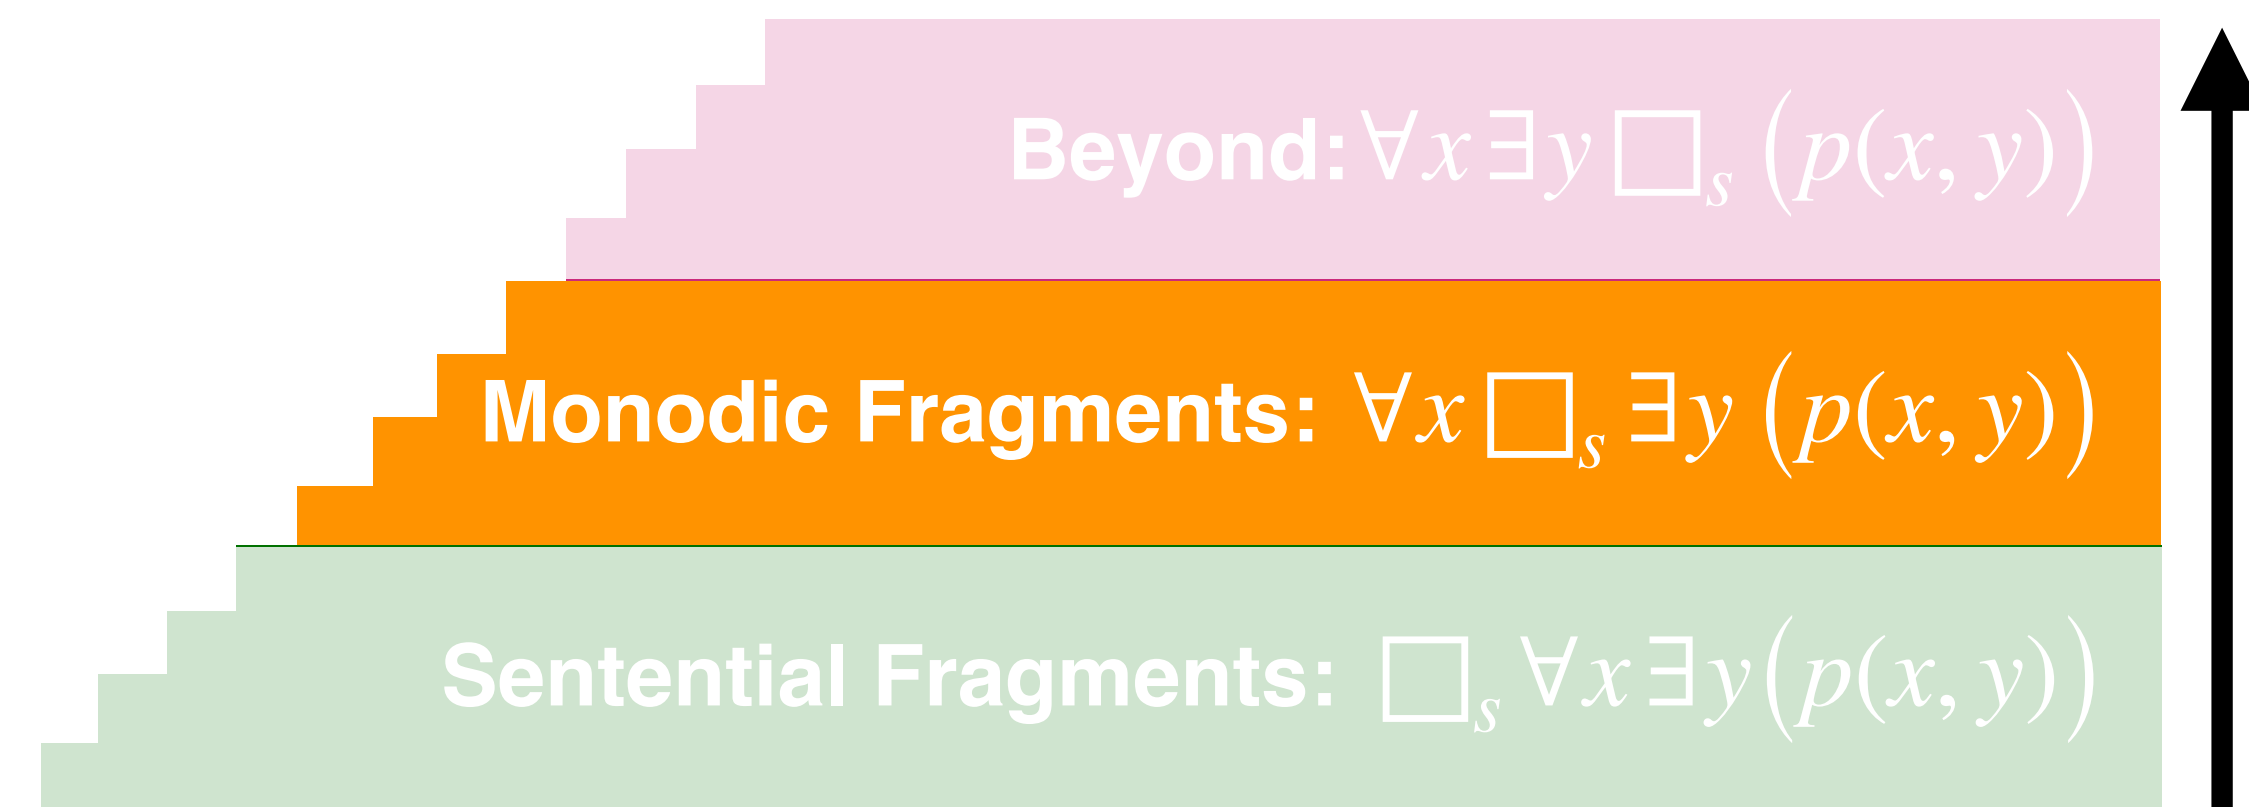 Beyond: ∀x ∃y □ₛ (p(x, y))
Monodic Fragments: ∀x □ₛ ∃y (p(x, y))
Sentential Fragments: □ₛ ∀x ∃y(p(x, y))